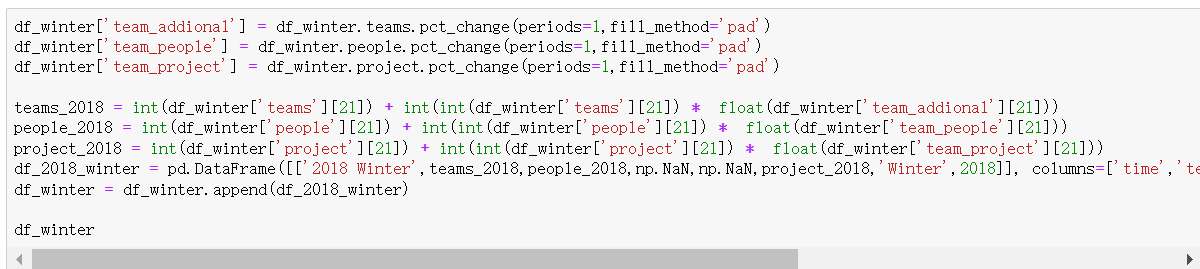 df_winter['team_addional'] = df_winter.teams.pct_change(periods=1,fill_method='pad')
df_winter['team_people'] = df_winter.people.pct_change(periods=1,fill_method='pad')
df_winter['team_project'] = df_winter.project.pct_change(periods=1,fill_method='pad')
teams_2018 = int(df_winter['teams'][21]) + int(int(df_winter['teams'][21]) * float(df_winter['team_addional'][21]))
people_2018 = int(df_winter['people'][21]) + int(int(df_winter['people'][21]) * float(df_winter['team_people'][21]))
project_2018 = int(df_winter['project'][21]) + int(int(df_winter['project'][21]) * float(df_winter['team_project'][21]))
df_2018_winter = pd.DataFrame([['2018 Winter',teams_2018,people_2018,np.NaN,np.NaN,project_2018,'Winter',2018]], columns=['time','te
df_winter = df_winter.append(df_2018_winter)
df_winter